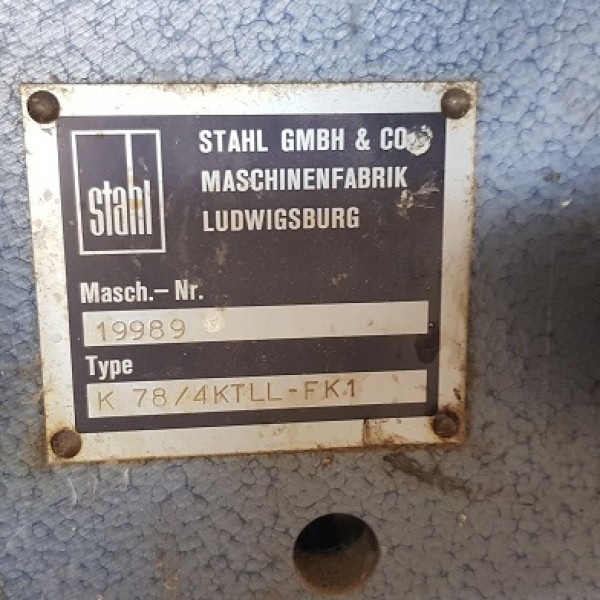 stahl
STAHL GMBH & CO
MASCHINENFABRIK
LUDWIGSBURG
Masch.– Nr.
19989
Type
K 78/4KTLL-FK1